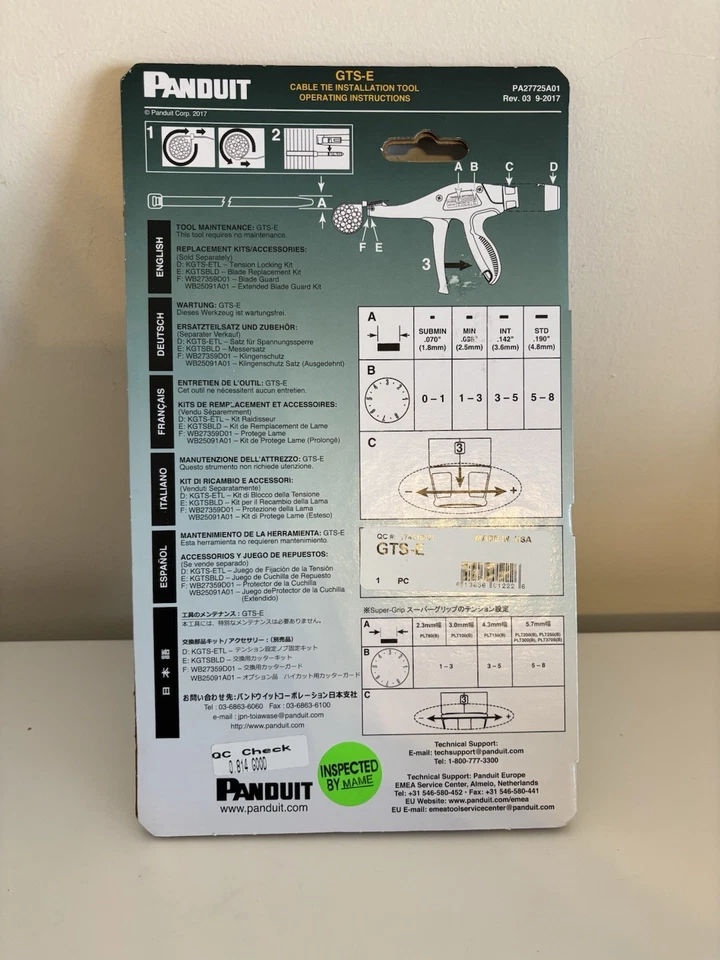 PANDUIT
GTS-E
CABLE TIE INSTALLATION TOOL
OPERATING INSTRUCTIONS
PA27725A01
Rev. 03 9-2017
© Panduit Corp. 2017
1
2
A B C D
A
F E
3
ENGLISH
TOOL MAINTENANCE: GTS-E
This tool requires no maintenance.
REPLACEMENT KITS/ACCESSORIES:
(Sold Separately)
D: KGTS-ETL – Tension Locking Kit
E: KGTSBLD – Blade Replacement Kit
F: WB27359D01 – Blade Guard
WB25091A01 – Extended Blade Guard Kit
DEUTSCH
WARTUNG: GTS-E
Dieses Werkzeug ist wartungsfrei.
ERSATZTEILSATZ UND ZUBEHÖR:
(Separater Verkauf)
D: KGTS-ETL – Satz für Spannungssperre
E: KGTSBLD – Messersatz
F: WB27359D01 – Klingenschutz
WB25091A01 – Klingenschutz Satz (Ausgedehnt)
FRANÇAIS
ENTRETIEN DE L'OUTIL: GTS-E
Cet outil ne nécessitent aucun entretien.
KITS DE REMPLACEMENT ET ACCESSOIRES:
(Vendu Séparemment)
D: KGTS-ETL – Kit Raidisseur
E: KGTSBLD – Kit de Remplacement de Lame
F: WB27359D01 – Protege Lame
WB25091A01 – Kit de Protege Lame (Prolongé)
ITALIANO
MANUTENZIONE DELL'ATTREZZO: GTS-E
Questo strumento non richiede utenzione.
KIT DI RICAMBIO E ACCESSORI:
(Venduti Separatamente)
D: KGTS-ETL – Kit di Blocco della Tensione
E: KGTSBLD – Kit per il Recambio della Lama
F: WB27359D01 – Protezione della Lama
WB25091A01 – Kit di Protege Lame (Esteso)
ESPAÑOL
MANTENIMIENTO DE LA HERRAMIENTA: GTS-E
Esta herramienta no requieren mantenimiento.
ACCESSORIOS Y JUEGO DE REPUESTOS:
(Se vende separado)
D: KGTS-ETL – Juego de Fijación de la Tensión
E: KGTSBLD – Juego de Cuchilla de Repuesto
F: WB27359D01 – Protector de la Cuchilla
WB25091A01 – Juego deProtector de la Cuchilla
(Extendido)
日本語
工具のメンテナンス：GTS-E
本工具には、特別なメンテナンスは必要ありません。
交換部品キット/アクセサリー：(別売品)
D: KGTS-ETL – テンション設定ノブ固定キット
E: KGTSBLD – 交換用カッターキット
F: WB27359D01 – 交換用カッターガード
WB25091A01 – オプション品 ハイカット用カッターガード
お問い合わせ先：パンドウイットコーポレーション日本支社
Tel : 03-6863-6060 Fax : 03-6863-6100
e-mail : jpn-toiawase@panduit.com
http://www.panduit.com
QC Check
0.814 GOOD
INSPECTED
BY MAME
PANDUIT
www.panduit.com
A
SUBMIN MIN INT STD
.070" .142" .190"
(1.8mm) (2.5mm) (3.6mm) (4.8mm)
B
0 – 1 1 – 3 3 – 5 5 – 8
C
3
– +
QC #:
GTS-E
1 PC
※Super-Grip スーパーグリップのテンション設定
A
2.3mm幅 3.0mm幅 4.3mm幅 5.7mm幅
B
1 – 3 3 – 5 5 – 8
C
3
– +
Technical Support:
E-mail: techsupport@panduit.com
Tel: 1-800-777-3300
Technical Support: Panduit Europe
EMEA Service Center, Almelo, Netherlands
Tel: +31 546-580-452 • Fax: +31 546-580-441
EU Website: www.panduit.com/emea
EU E-mail: emeatoolservicecenter@panduit.com